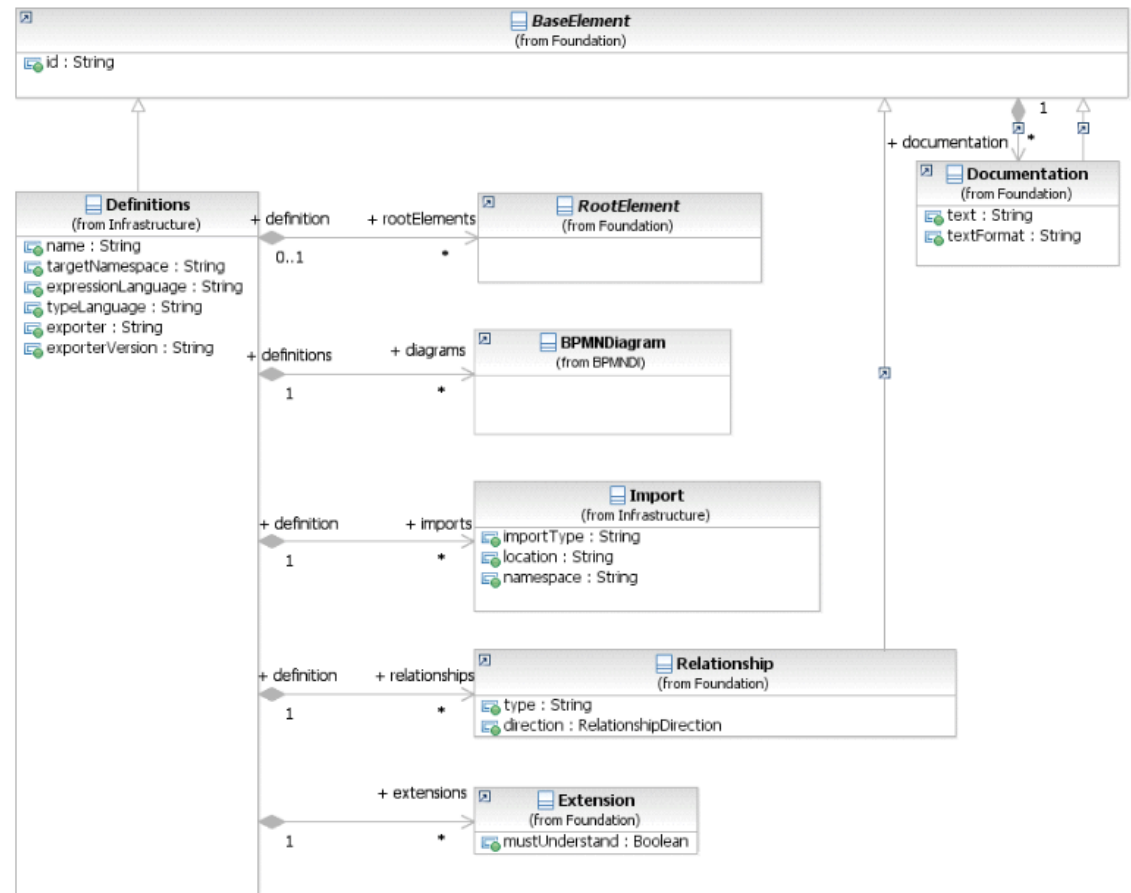 BaseElement
(from Foundation)
id : String
1
+ documentation
*
Documentation
(from Foundation)
text : String
textFormat : String
Definitions
(from Infrastructure)
name : String
targetNamespace : String
expressionLanguage : String
typeLanguage : String
exporter : String
exporterVersion : String
+ definition
+ rootElements
0..1
*
RootElement
(from Foundation)
+ definitions
+ diagrams
1
*
BPMNDiagram
(from BPMNDI)
+ definition
+ imports
1
*
Import
(from Infrastructure)
importType : String
location : String
namespace : String
+ definition
+ relationships
1
*
Relationship
(from Foundation)
type : String
direction : RelationshipDirection
+ extensions
1
*
Extension
(from Foundation)
mustUnderstand : Boolean